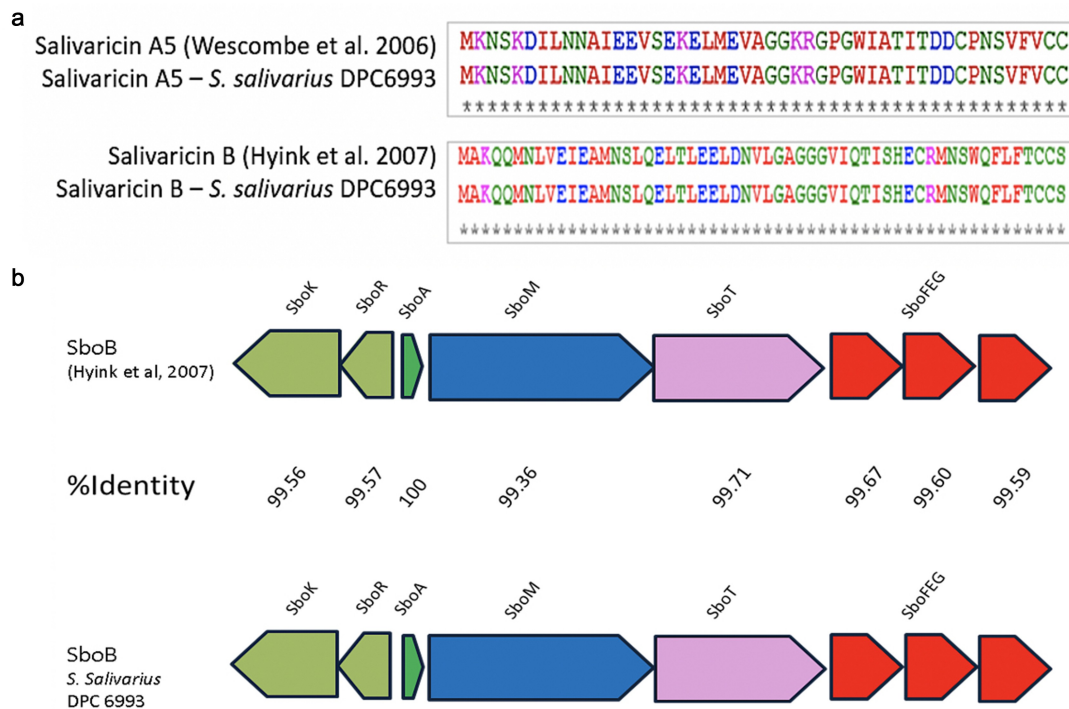 a
Salivaricin A5 (Wescombe et al. 2006) MKNSKDILNNAIEEVSEKELMEVAGGKRGPGWIATITDDCPNSVFVCC
Salivaricin A5 – S. salivarius DPC6993 MKNSKDILNNAIEEVSEKELMEVAGGKRGPGWIATITDDCPNSVFVCC
************************************************
Salivaricin B (Hyink et al. 2007) MAKQQMNLVEIEAMNSLQELTLEELDNVLGAGGGVIQTISHECRMNSWQFLFTCCS
Salivaricin B – S. salivarius DPC6993 MAKQQMNLVEIEAMNSLQELTLEELDNVLGAGGGVIQTISHECRMNSWQFLFTCCS
********************************************************
b
SboK SboR SboA SboM SboT SboFEG
SboB
(Hyink et al, 2007)
%Identity 99.56 99.57 100 99.36 99.71 99.67 99.60 99.59
SboK SboR SboA SboM SboT SboFEG
SboB
S. Salivarius
DPC 6993